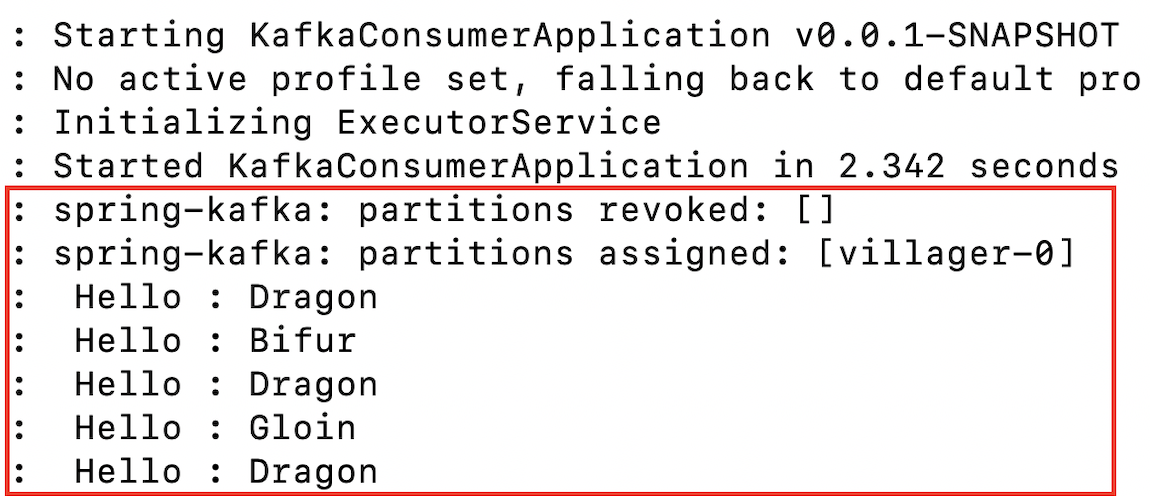 : Starting KafkaConsumerApplication v0.0.1-SNAPSHOT
: No active profile set, falling back to default pro
: Initializing ExecutorService
: Started KafkaConsumerApplication in 2.342 seconds
: spring-kafka: partitions revoked: []
: spring-kafka: partitions assigned: [villager-0]
:  Hello : Dragon
:  Hello : Bifur
:  Hello : Dragon
:  Hello : Gloin
:  Hello : Dragon